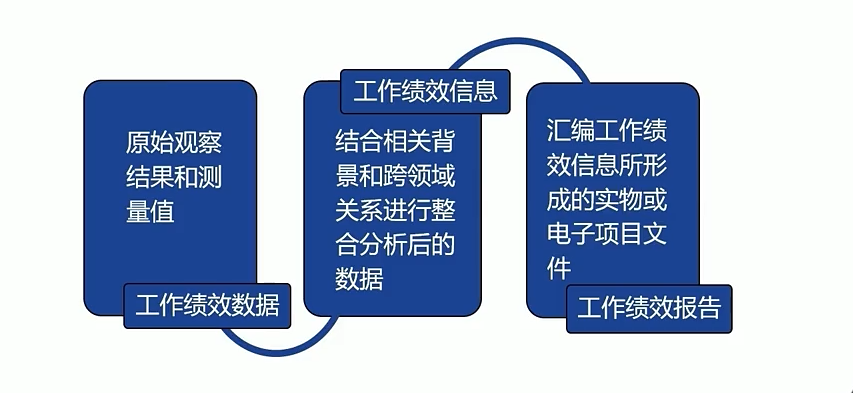 原始观察
结果和测
量值
工作绩效数据
工作绩效信息
结合相关背
景和跨领域
关系进行整
合分析后的
数据
汇编工作绩
效信息所形
成的实物或
电子项目文
件
工作绩效报告